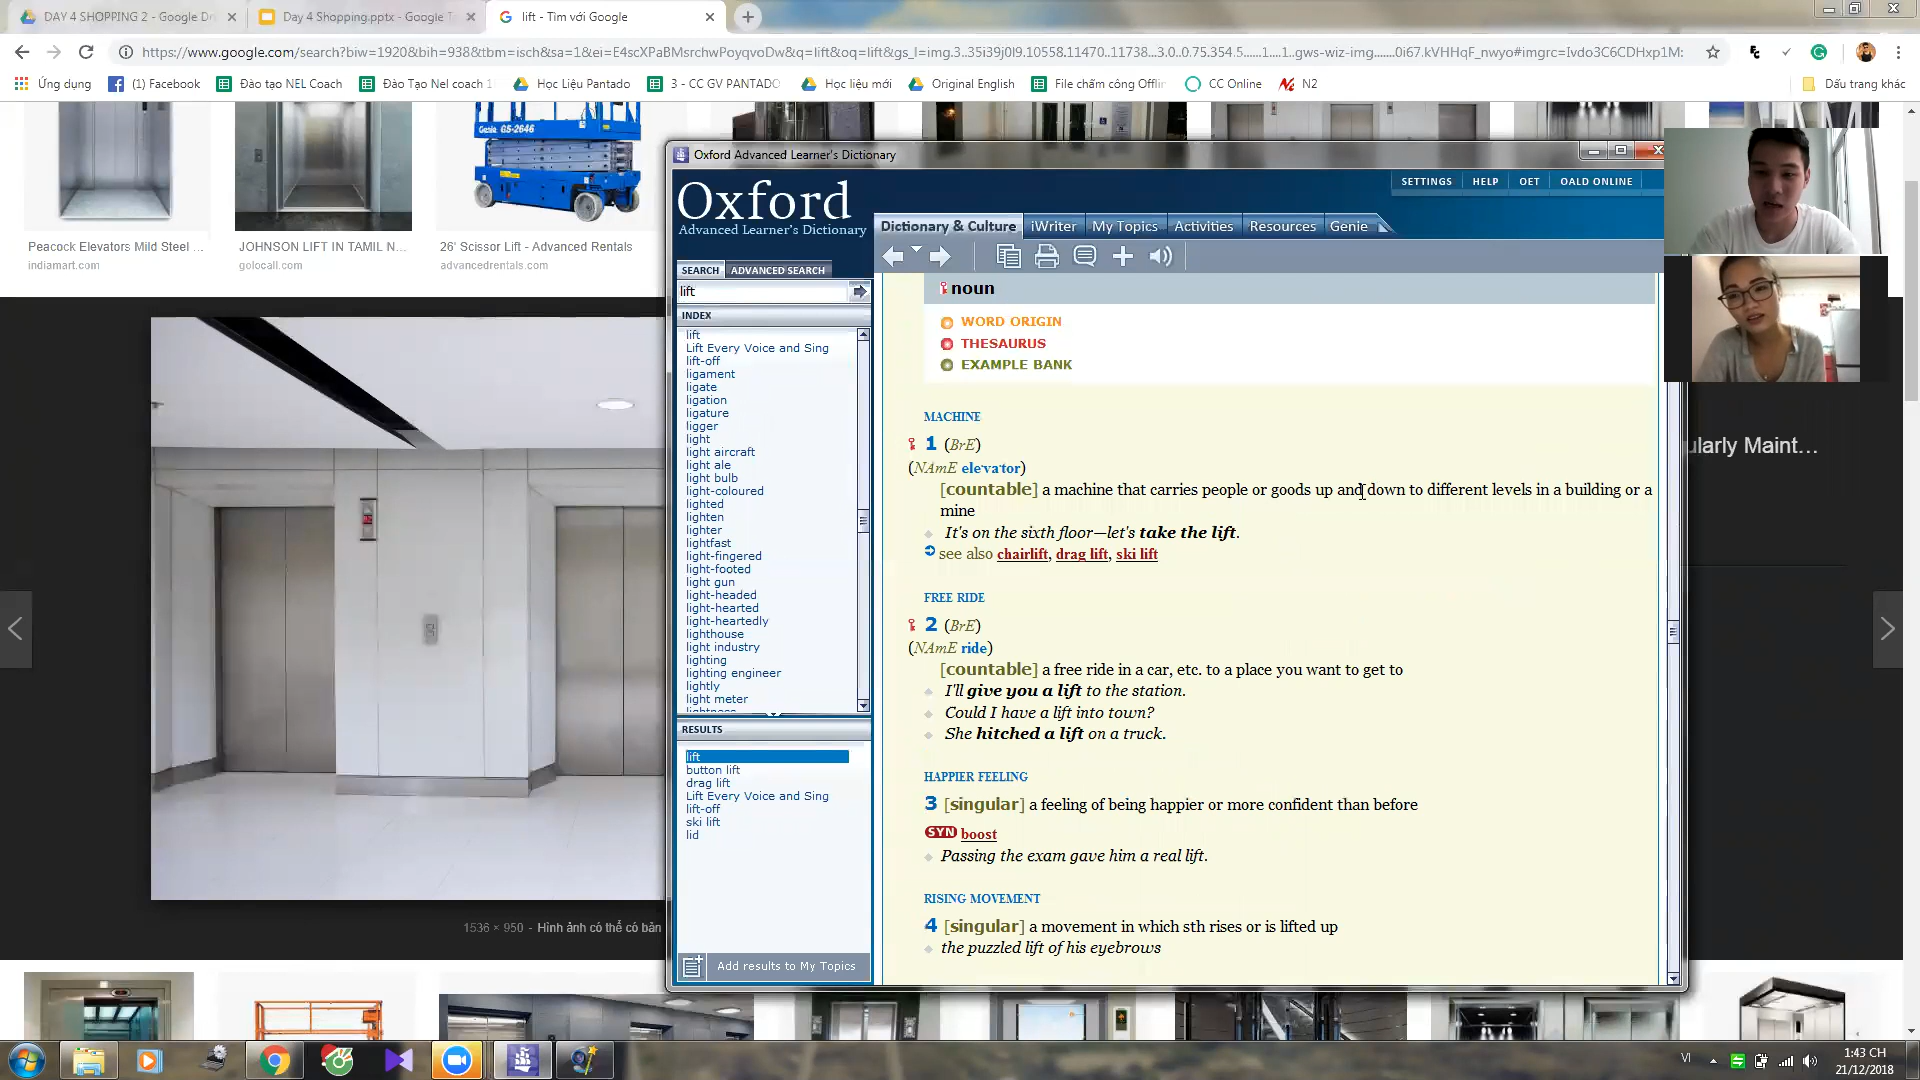 DAY 4 SHOPPING 2 - Google Dr
Day 4 Shopping.pptx - Google T
lift - Tìm với Google
https://www.google.com/search?biw=1920&bih=938&tbm=isch&sa=1&ei=E4scXPaBMsrchwPoyqvoDw&q=lift&oq=lift&gs_l=img.3..35i39j0l9.10558.11470..11738...3.0..0.75.354.5......1....1..gws-wiz-img.......0i67.kVHHqF_nwyo#imgrc=Ivdo3C6CDHxp1M:
Ứng dụng
(1) Facebook
Đào tạo NEL Coach
Đào Tạo Nel coach 1
Học Liệu Pantado
3 - CC GV PANTADO
Học liệu mới
Original English
File chấm công Offlin
CC Online
N2
Dấu trang khác
Genie GS-2646
Peacock Elevators Mild Steel ...
indiamart.com
JOHNSON LIFT IN TAMIL N...
golocall.com
26' Scissor Lift - Advanced Rentals
advancedrentals.com
ularly Maint...
1536 × 950 - Hình ảnh có thể có bản
Oxford Advanced Learner's Dictionary
SETTINGS
HELP
OET
OALD ONLINE
Oxford
Advanced Learner's Dictionary
Dictionary & Culture
iWriter
My Topics
Activities
Resources
Genie
SEARCH
ADVANCED SEARCH
lift
INDEX
lift
Lift Every Voice and Sing
lift-off
ligament
ligate
ligation
ligature
ligger
light
light aircraft
light ale
light bulb
light-coloured
lighted
lighten
lighter
lightfast
light-fingered
light-footed
light gun
light-headed
light-hearted
light-heartedly
lighthouse
light industry
lighting
lighting engineer
lightly
light meter
lightness
RESULTS
lift
button lift
drag lift
Lift Every Voice and Sing
lift-off
ski lift
lid
Add results to My Topics
noun
WORD ORIGIN
THESAURUS
EXAMPLE BANK
MACHINE
1 (BrE)
(NAmE elevator)
[countable] a machine that carries people or goods up and down to different levels in a building or a
mine
It's on the sixth floor—let's take the lift.
see also chairlift, drag lift, ski lift
FREE RIDE
2 (BrE)
(NAmE ride)
[countable] a free ride in a car, etc. to a place you want to get to
I'll give you a lift to the station.
Could I have a lift into town?
She hitched a lift on a truck.
HAPPIER FEELING
3 [singular] a feeling of being happier or more confident than before
SYN boost
Passing the exam gave him a real lift.
RISING MOVEMENT
4 [singular] a movement in which sth rises or is lifted up
the puzzled lift of his eyebrows
VI
1:43 CH
21/12/2018